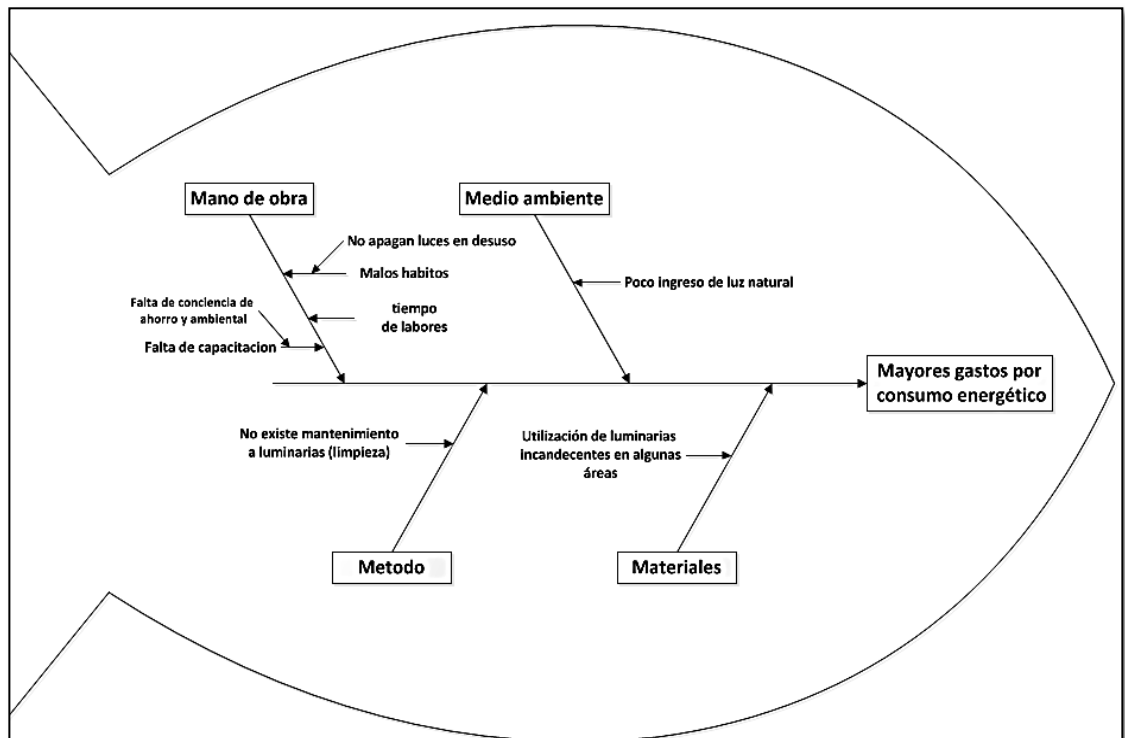 Mano de obra
Medio ambiente
No apagan luces en desuso
Malos habitos
Poco ingreso de luz natural
Falta de conciencia de
ahorro y ambiental
tiempo
de labores
Falta de capacitacion
Mayores gastos por
consumo energético
No existe mantenimiento
a luminarias (limpieza)
Utilización de luminarias
incandecentes en algunas
áreas
Metodo
Materiales